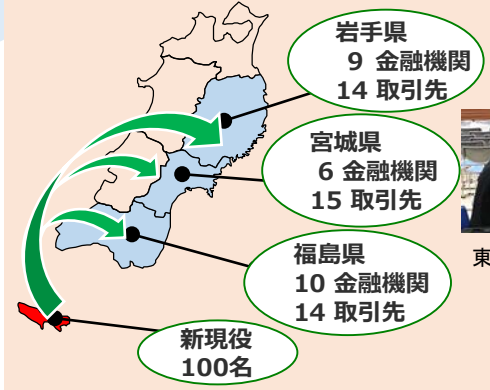 岩手県
9 金融機関
14 取引先
宮城県
6 金融機関
15 取引先
東
福島県
10 金融機関
14 取引先
新現役
100名